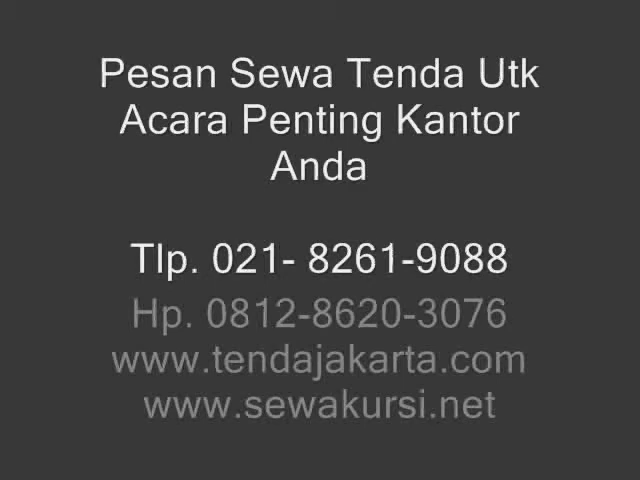 Pesan Sewa Tenda Utk
Acara Penting Kantor
Anda
Tlp. 021- 8261-9088
Hp. 0812-8620-3076
www.tendajakarta.com
www.sewakursi.net